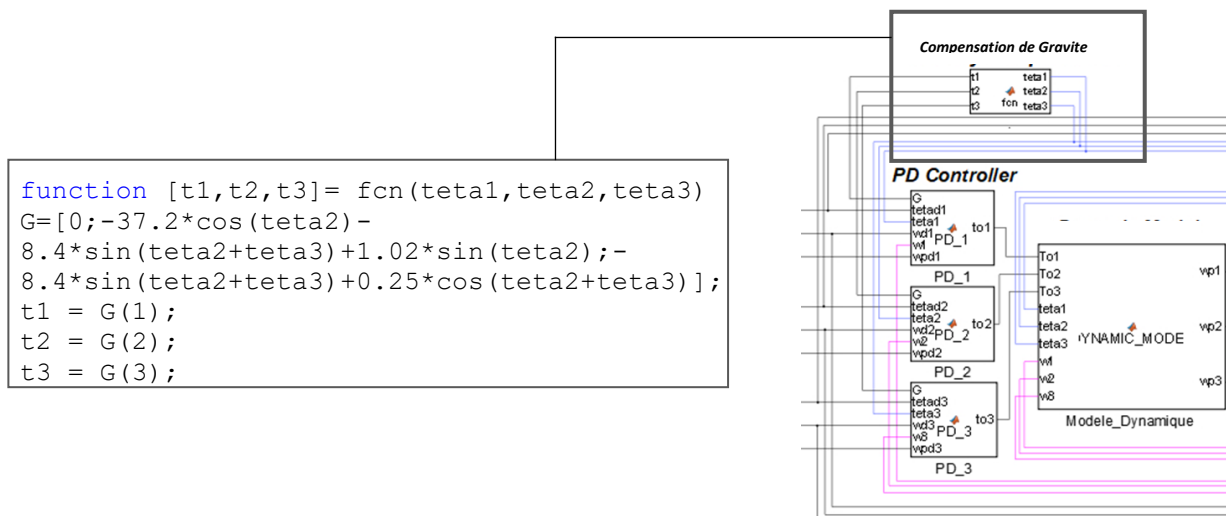 Compensation de Gravite
t1 teta1
t2 teta2
t3 fcn teta3
function [t1,t2,t3]= fcn(teta1,teta2,teta3)
G=[0;-37.2*cos(teta2)-
8.4*sin(teta2+teta3)+1.02*sin(teta2);-
8.4*sin(teta2+teta3)+0.25*cos(teta2+teta3)];
t1 = G(1);
t2 = G(2);
t3 = G(3);
PD Controller
G
tetad1
teta1
wd1 to1
w1 PD_1
wpd1
PD_1
G
tetad2
teta2
wd2 to2
w2 PD_2
wpd2
PD_2
G
tetad3
teta3
wd3 to3
w8 PD_3
wpd3
PD_3
To1 wp1
To2
To3
teta1
teta2 wp2
teta3 YNAMIC_MODE
w1
w2 wp3
w8
Modele_Dynamique